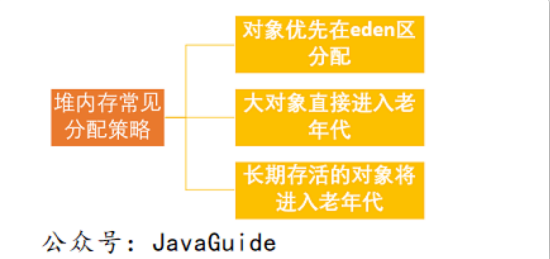 堆内存常见
分配策略
对象优先在eden区
分配
大对象直接进入老
年代
长期存活的对象将
进入老年代
公众号：JavaGuide